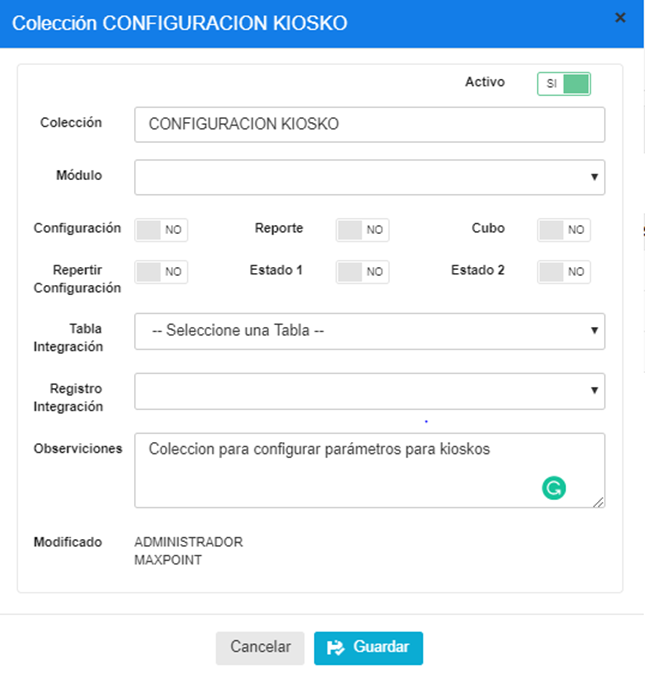 Colección CONFIGURACION KIOSKO ×
Activo SI
Colección CONFIGURACION KIOSKO
Módulo
Configuración NO Reporte NO Cubo NO
Repertir NO Estado 1 NO Estado 2 NO
Configuración
Tabla -- Seleccione una Tabla --
Integración
Registro
Integración
Observiciones Coleccion para configurar parámetros para kioskos
Modificado ADMINISTRADOR
MAXPOINT
Cancelar Guardar